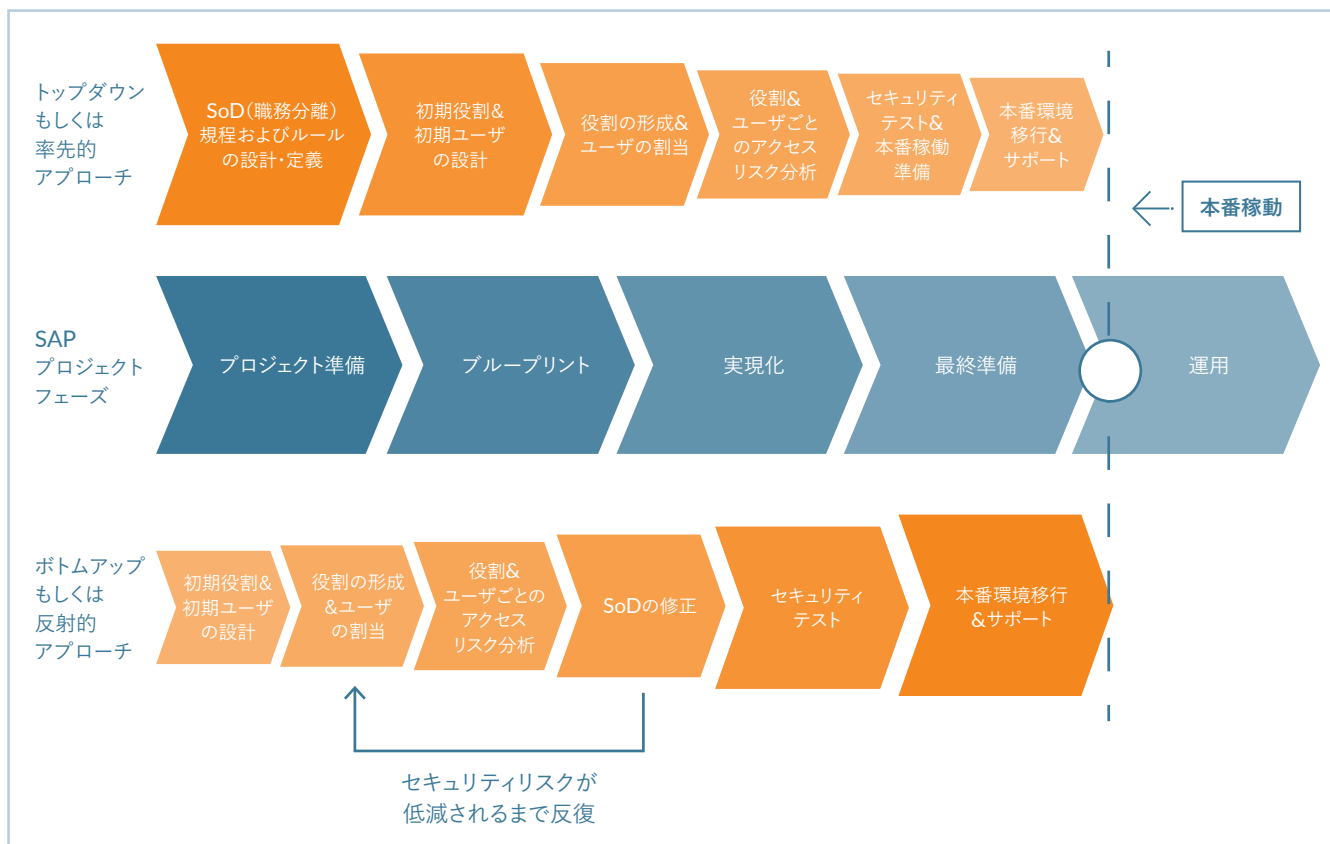 トップダウン
もしくは
率先的
アプローチ
SoD(職務分離)
規程およびルール
の設計・定義
初期役割&
初期ユーザ
の設計
役割の形成&
ユーザの割当
役割&
ユーザごと
のアクセス
リスク分析
セキュリティ
テスト&
本番稼働
準備
本番環境
移行&
サポート
本番稼動
SAP
プロジェクト
フェーズ
プロジェクト準備
ブループリント
実現化
最終準備
運用
ボトムアップ
もしくは
反射的
アプローチ
初期役割&
初期ユーザ
の設計
役割の形成
&ユーザ
の割当
役割&
ユーザごとの
アクセス
リスク分析
SoDの修正
セキュリティ
テスト
本番環境移行
&サポート
セキュリティリスクが
低減されるまで反復